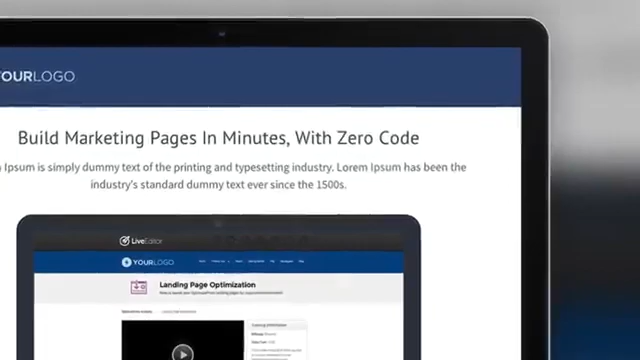 YOURLOGO
Build Marketing Pages In Minutes, With Zero Code
Ipsum is simply dummy text of the printing and typesetting industry. Lorem Ipsum has been the
industry's standard dummy text ever since the 1500s.
LiveEditor
YOURLOGO
Landing Page Optimization